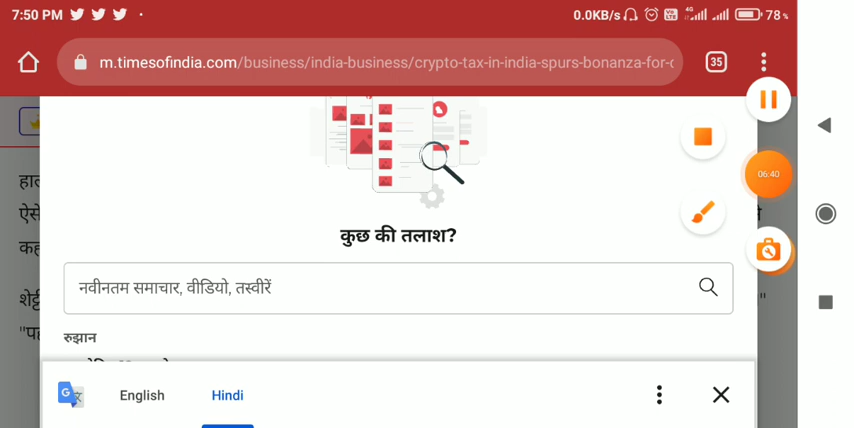 7:50 PM
0.0KB/s 4G 78%
m.timesofindia.com/business/india-business/crypto-tax-in-india-spurs-bonanza-for-
35
06:40
कुछ की तलाश?
नवीनतम समाचार, वीडियो, तस्वीरें
रुझान
English Hindi